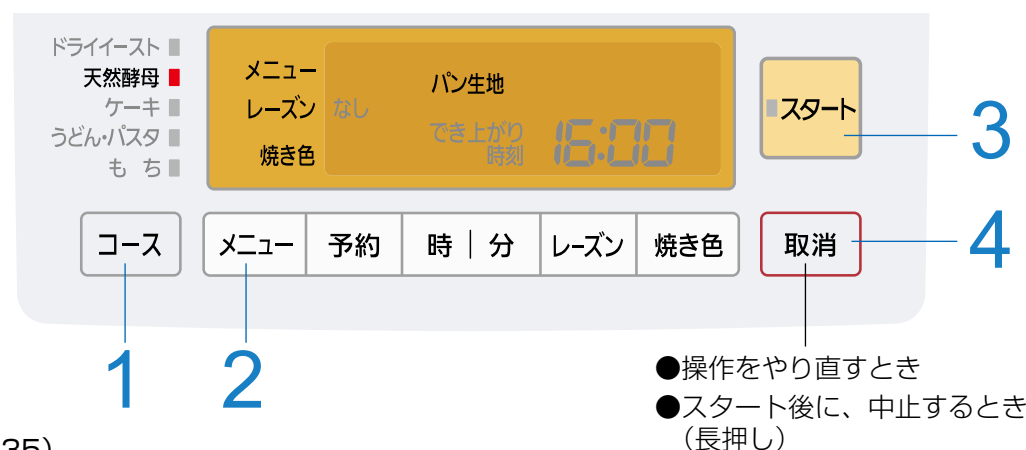 ドライイースト
天然酵母
ケーキ
うどん・パスタ
も ち
メニュー
パン生地
レーズン なし
でき上がり
時刻
16:00
焼き色
スタート
3
コース
メニュー
予約
時｜分
レーズン
焼き色
取消
4
1
2
●操作をやり直すとき
●スタート後に、中止するとき
（長押し）
35）